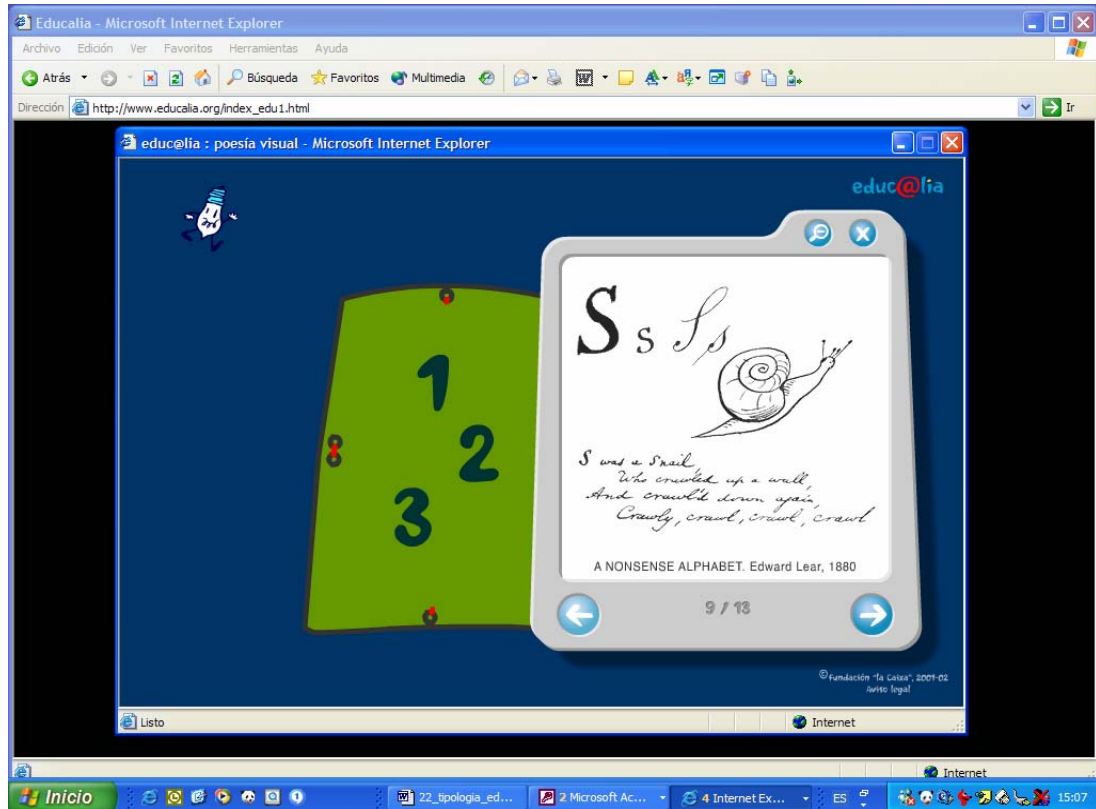 Educalia - Microsoft Internet Explorer
Archivo Edición Ver Favoritos Herramientas Ayuda
Atrás Búsqueda Favoritos Multimedia
Dirección http://www.educalia.org/index_edu1.html Ir
educ@lia : poesía visual - Microsoft Internet Explorer
educ@lia
1
2
3
S s S s
S was a Snail,
Who crawled up a wall,
And crawl'd down again,
Crawly, crawl, crawl, crawl
A NONSENSE ALPHABET. Edward Lear, 1880
9 / 13
©Fundación "la Caixa", 2001-02
Aviso legal
Listo Internet
Internet
Inicio 22_tipologia_ed... 2 Microsoft Ac... 4 Internet Ex... ES 15:07